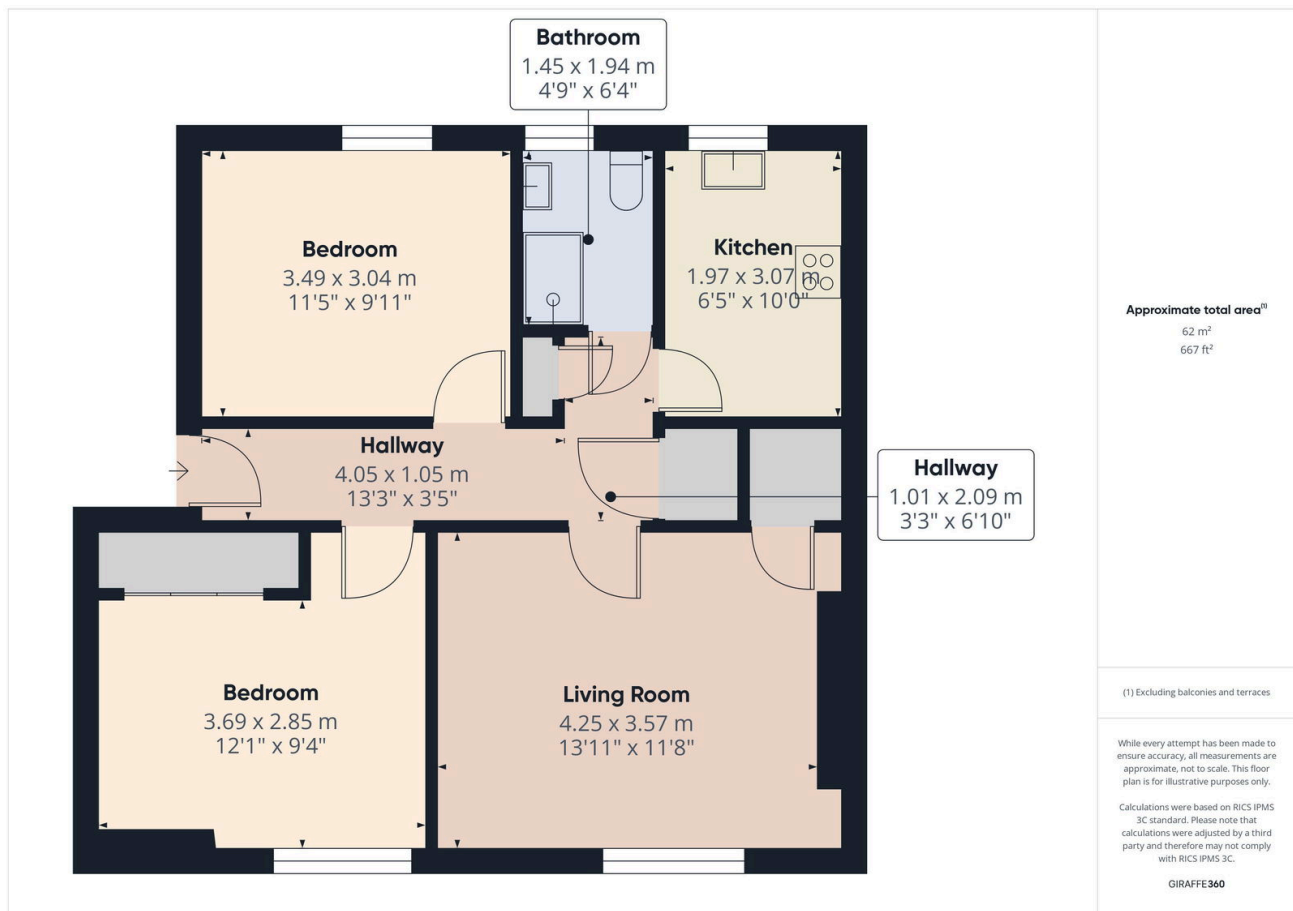 Bathroom
1.45 x 1.94 m
4'9" x 6'4"
Bedroom
3.49 x 3.04 m
11'5" x 9'11"
Kitchen
1.97 x 3.07 m
6'5" x 10'0"
Hallway
4.05 x 1.05 m
13'3" x 3'5"
Hallway
1.01 x 2.09 m
3'3" x 6'10"
Bedroom
3.69 x 2.85 m
12'1" x 9'4"
Living Room
4.25 x 3.57 m
13'11" x 11'8"
Approximate total area(1)
62 m²
667 ft²
(1) Excluding balconies and terraces
While every attempt has been made to
ensure accuracy, all measurements are
approximate, not to scale. This floor
plan is for illustrative purposes only.
Calculations were based on RICS IPMS
3C standard. Please note that
calculations were adjusted by a third
party and therefore may not comply
with RICS IPMS 3C.
GIRAFFE360